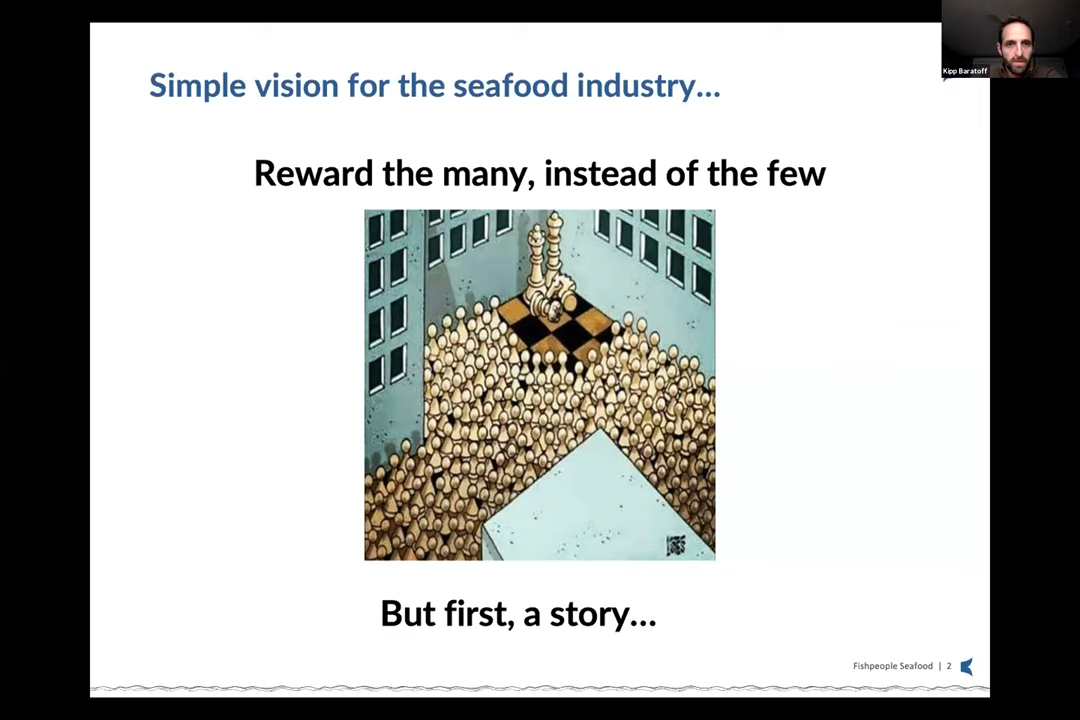 Kipp Baratoff
Simple vision for the seafood industry...
Reward the many, instead of the few
But first, a story...
Fishpeople Seafood | 2